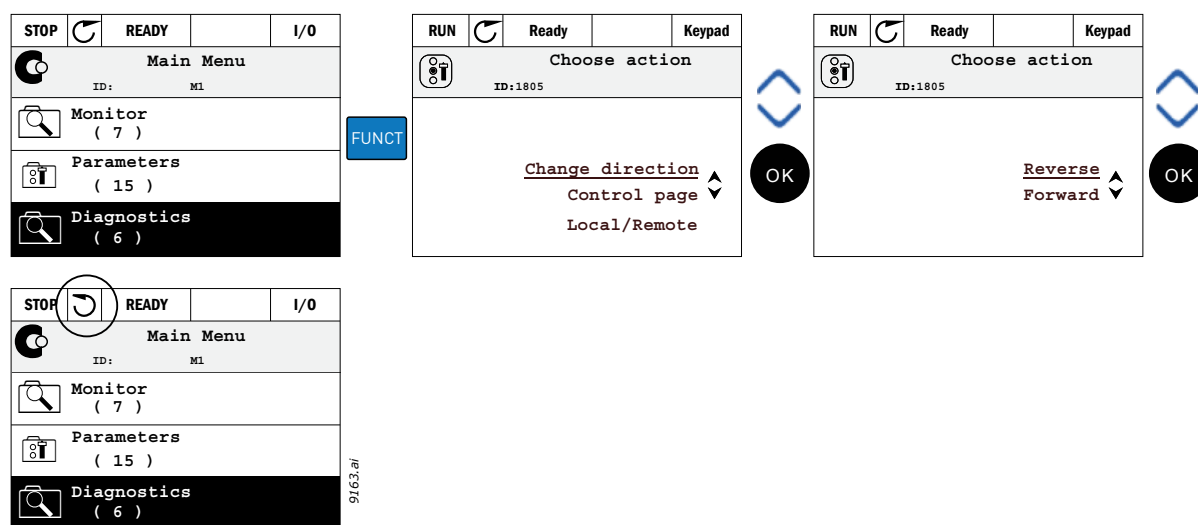 STOP READY I/O
Main Menu
ID: M1
Monitor
( 7 )
Parameters
( 15 )
Diagnostics
( 6 )
FUNCT
RUN Ready Keypad
Choose action
ID:1805
Change direction
Control page
Local/Remote
OK
RUN Ready Keypad
Choose action
ID:1805
Reverse
Forward
OK
STOP READY I/O
Main Menu
ID: M1
Monitor
( 7 )
Parameters
( 15 )
Diagnostics
( 6 )
9163.ai